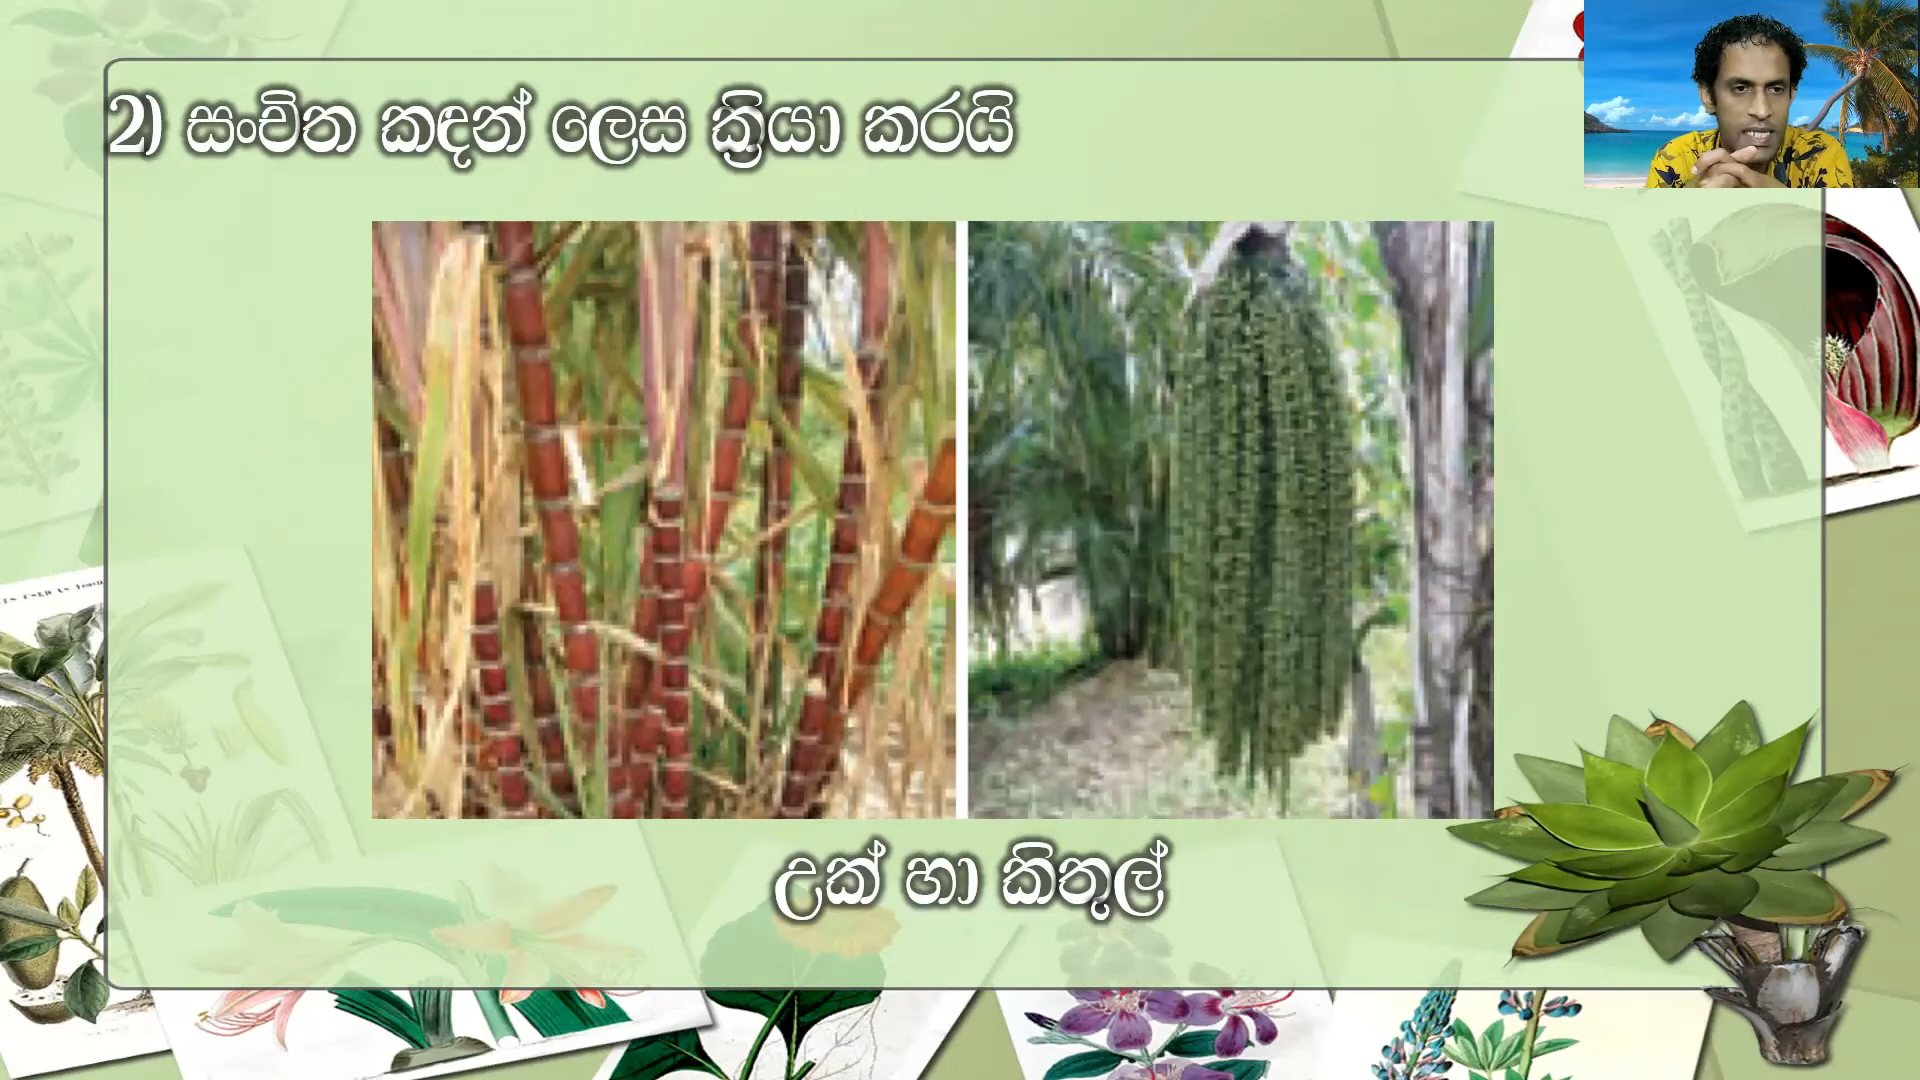 2) සංචිත කඳන් ලෙස ක්‍රියා කරයි
උක් හා කිතුල්